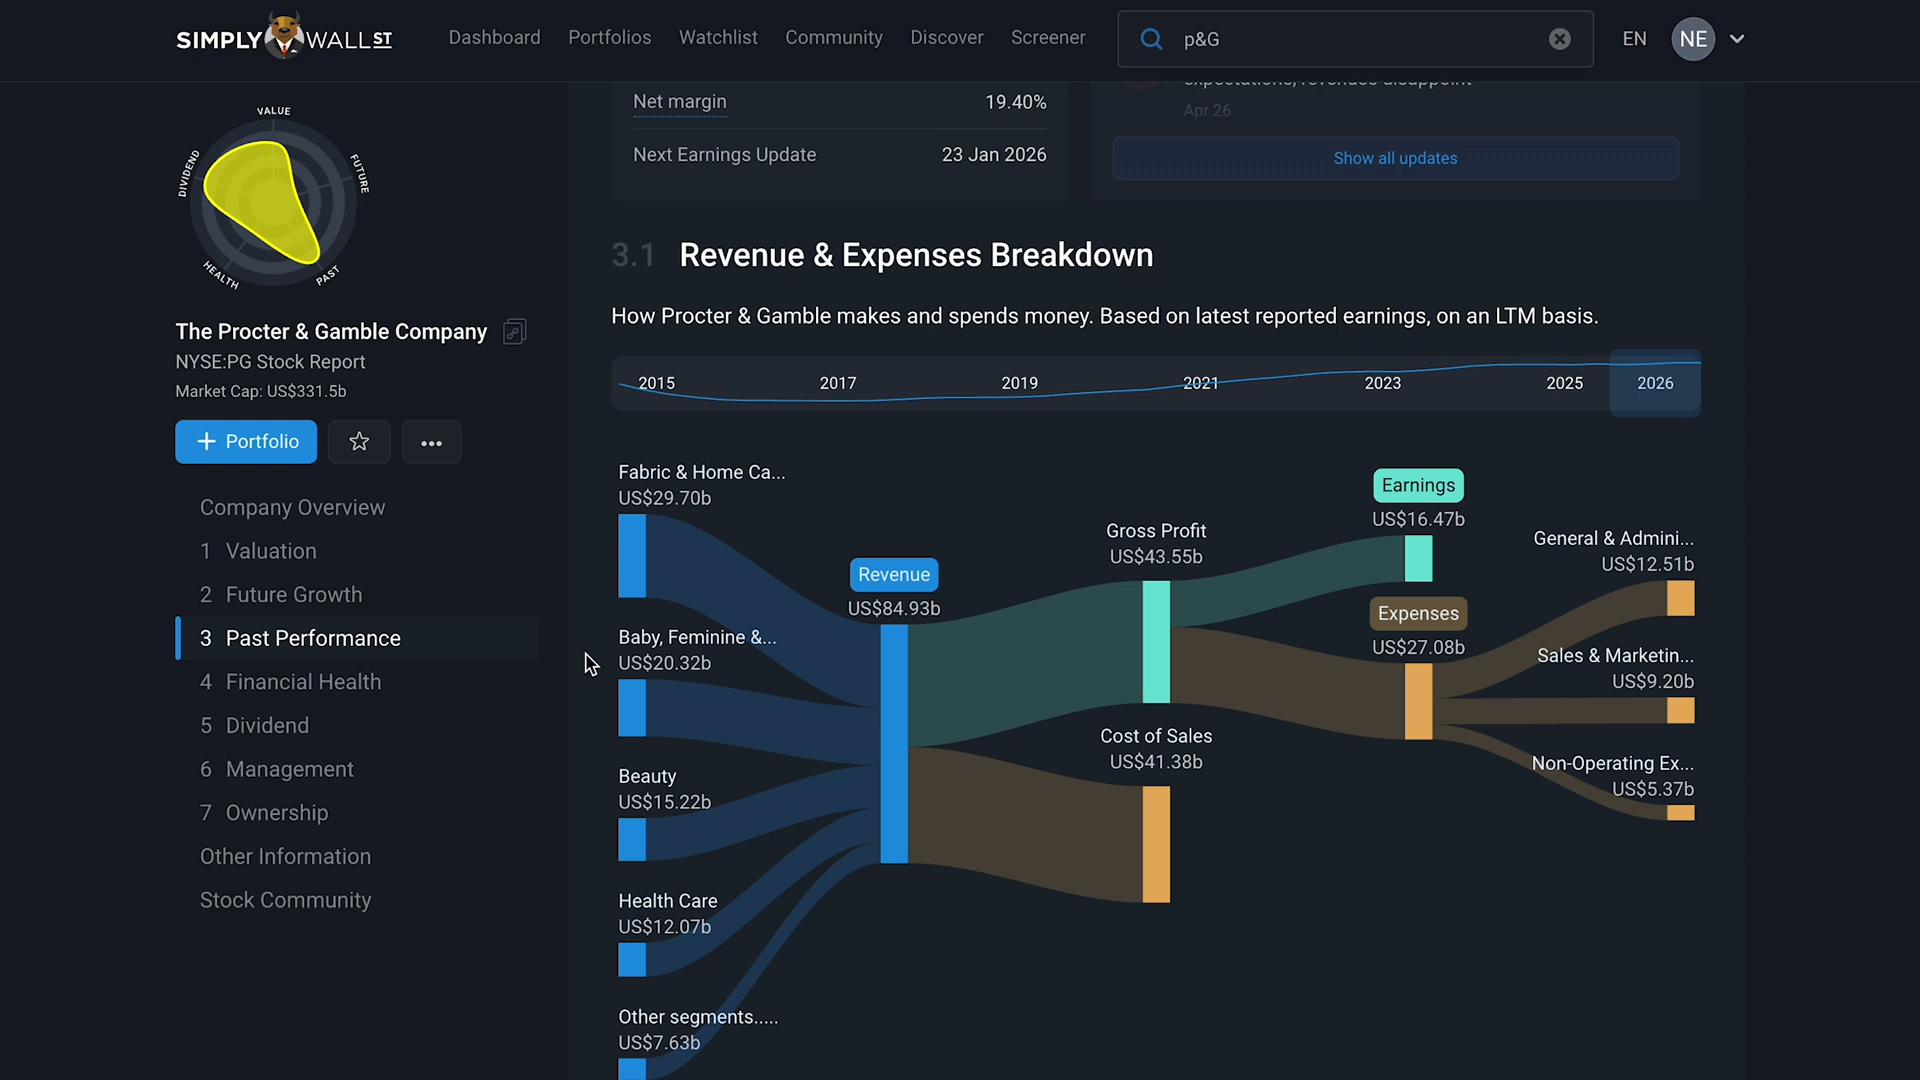 SIMPLY WALL ST
Dashboard
Portfolios
Watchlist
Community
Discover
Screener
p&G
EN
NE
VALUE
FUTURE
PAST
HEALTH
DIVIDEND
The Procter & Gamble Company
NYSE:PG Stock Report
Market Cap: US$331.5b
+ Portfolio
Company Overview
1 Valuation
2 Future Growth
3 Past Performance
4 Financial Health
5 Dividend
6 Management
7 Ownership
Other Information
Stock Community
Net margin 19.40%
Next Earnings Update 23 Jan 2026
expectations, revenues disappoint
Apr 26
Show all updates
3.1 Revenue & Expenses Breakdown
How Procter & Gamble makes and spends money. Based on latest reported earnings, on an LTM basis.
2015 2017 2019 2021 2023 2025 2026
Fabric & Home Ca...
US$29.70b
Baby, Feminine &...
US$20.32b
Beauty
US$15.22b
Health Care
US$12.07b
Other segments.....
US$7.63b
Revenue
US$84.93b
Gross Profit
US$43.55b
Cost of Sales
US$41.38b
Earnings
US$16.47b
Expenses
US$27.08b
General & Admini...
US$12.51b
Sales & Marketin...
US$9.20b
Non-Operating Ex...
US$5.37b